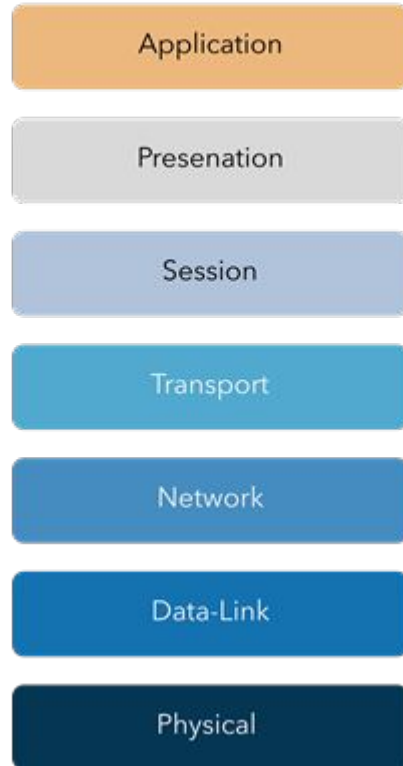 Application
Presenation
Session
Transport
Network
Data-Link
Physical